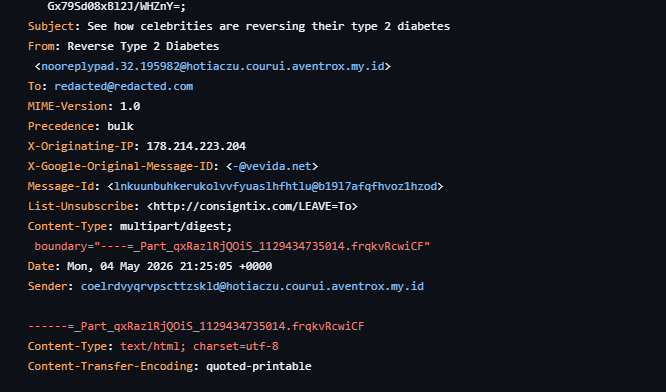 Gx79Sd08xBl2J/WHZnY=;
Subject: See how celebrities are reversing their type 2 diabetes
From: Reverse Type 2 Diabetes
<nooreplypad.32.195982@hotiaczu.courui.aventrox.my.id>
To: redacted@redacted.com
MIME-Version: 1.0
Precedence: bulk
X-Originating-IP: 178.214.223.204
X-Google-Original-Message-ID: <-@vevida.net>
Message-Id: <lnkuunbuhkerukolvvfyuaslhfhtlu@b19l7afqfhvoz1hzod>
List-Unsubscribe: <http://consigntix.com/LEAVE=To>
Content-Type: multipart/digest;
boundary="----=_Part_qxRazlRjQOiS_1129434735014.frqkvRcwiCF"
Date: Mon, 04 May 2026 21:25:05 +0000
Sender: coelrdvyqrvpscttzskld@hotiaczu.courui.aventrox.my.id
------=_Part_qxRazlRjQOiS_1129434735014.frqkvRcwiCF
Content-Type: text/html; charset=utf-8
Content-Transfer-Encoding: quoted-printable